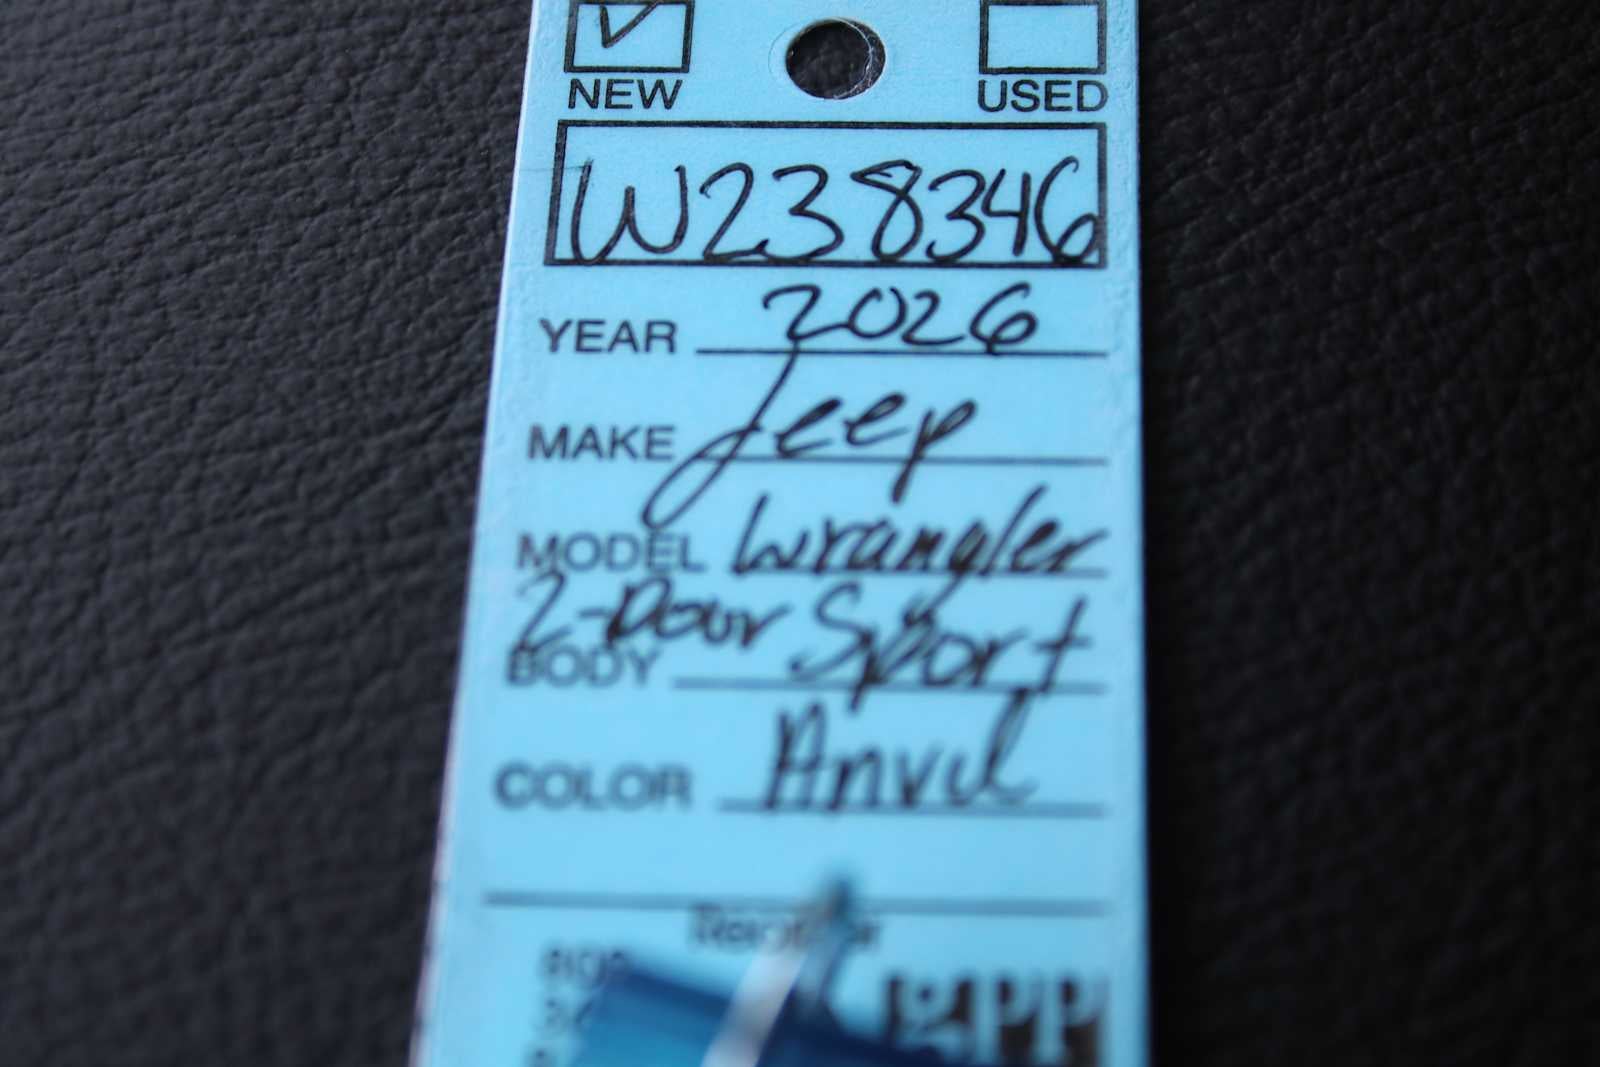 NEW USED
W238346
YEAR 2026
MAKE Jeep
MODEL Wrangler
2-Door Sport
BODY
COLOR Anvil